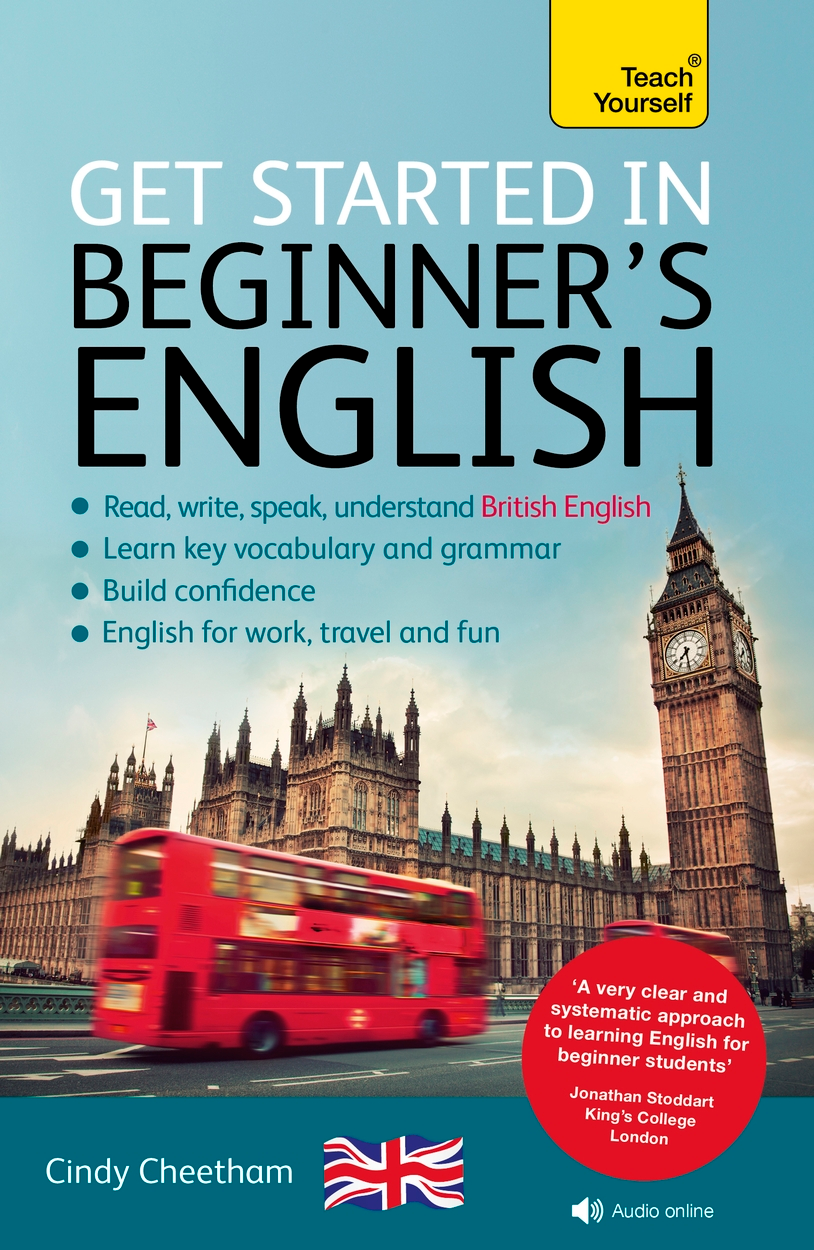 Teach®
Yourself
GET STARTED IN
BEGINNER'S
ENGLISH
● Read, write, speak, understand British English
● Learn key vocabulary and grammar
● Build confidence
● English for work, travel and fun
‘A very clear and
systematic approach
to learning English for
beginner students’
Jonathan Stoddart
King’s College
London
Cindy Cheetham
Audio online